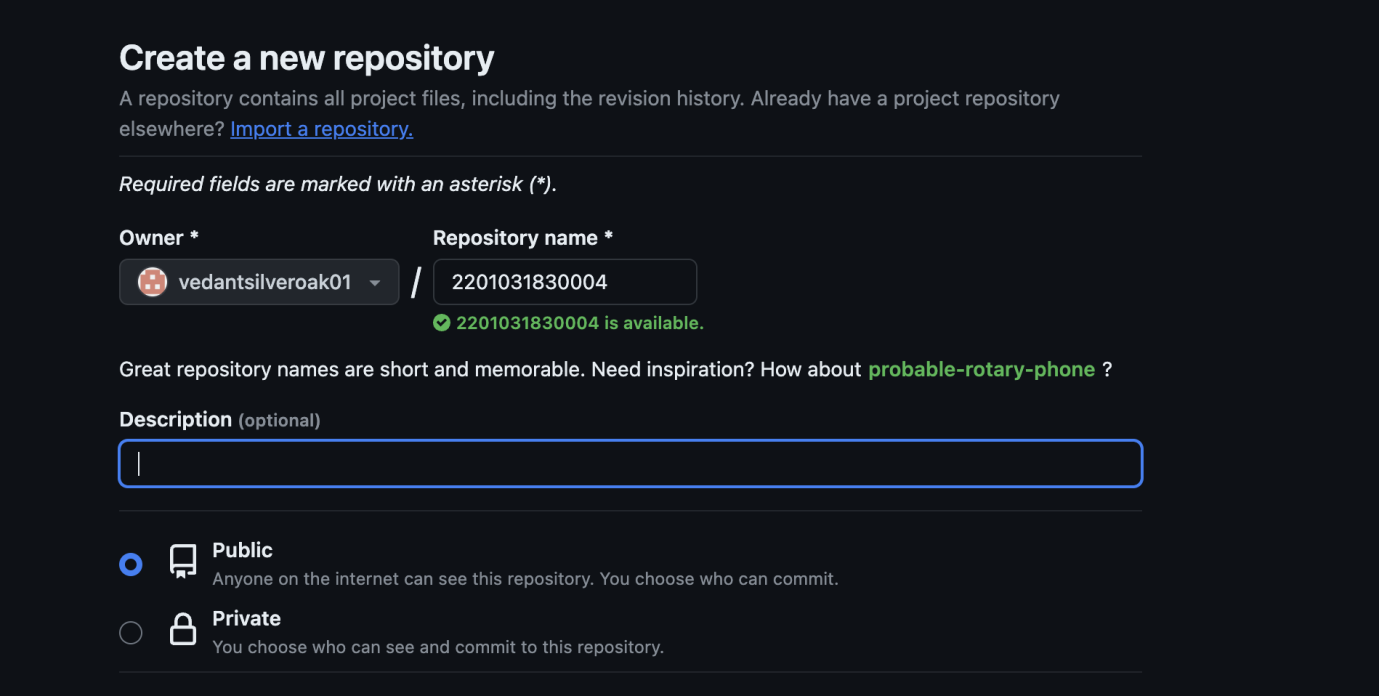 Create a new repository
A repository contains all project files, including the revision history. Already have a project repository
elsewhere? Import a repository.
Required fields are marked with an asterisk (*).
Owner * Repository name *
vedantsilveroak01 / 2201031830004
2201031830004 is available.
Great repository names are short and memorable. Need inspiration? How about probable-rotary-phone ?
Description (optional)
Public
Anyone on the internet can see this repository. You choose who can commit.
Private
You choose who can see and commit to this repository.